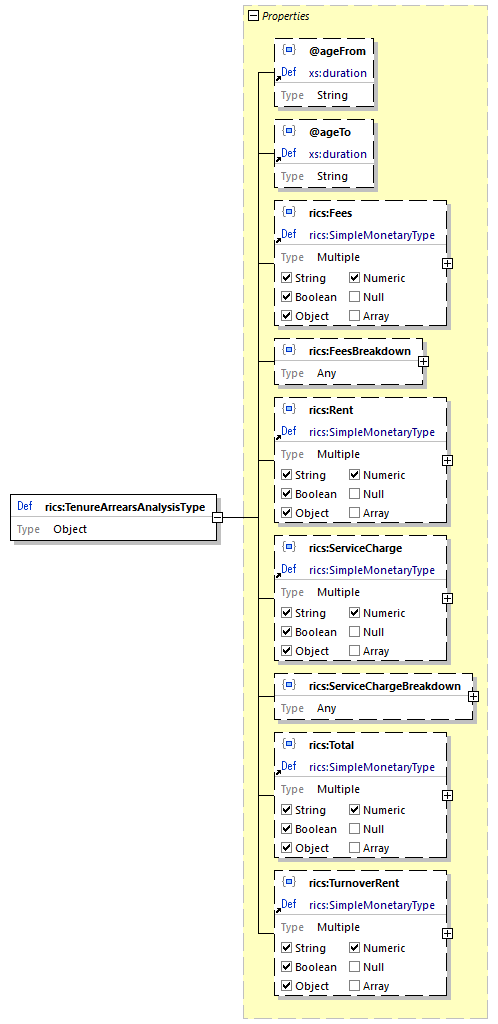 Properties
@ageFrom
Def xs:duration
Type String
@ageTo
Def xs:duration
Type String
rics:Fees
Def rics:SimpleMonetaryType
Type Multiple
String Numeric
Boolean Null
Object Array
rics:FeesBreakdown
Type Any
rics:Rent
Def rics:SimpleMonetaryType
Type Multiple
String Numeric
Boolean Null
Object Array
Def rics:TenureArrearsAnalysisType
Type Object
rics:ServiceCharge
Def rics:SimpleMonetaryType
Type Multiple
String Numeric
Boolean Null
Object Array
rics:ServiceChargeBreakdown
Type Any
rics:Total
Def rics:SimpleMonetaryType
Type Multiple
String Numeric
Boolean Null
Object Array
rics:TurnoverRent
Def rics:SimpleMonetaryType
Type Multiple
String Numeric
Boolean Null
Object Array